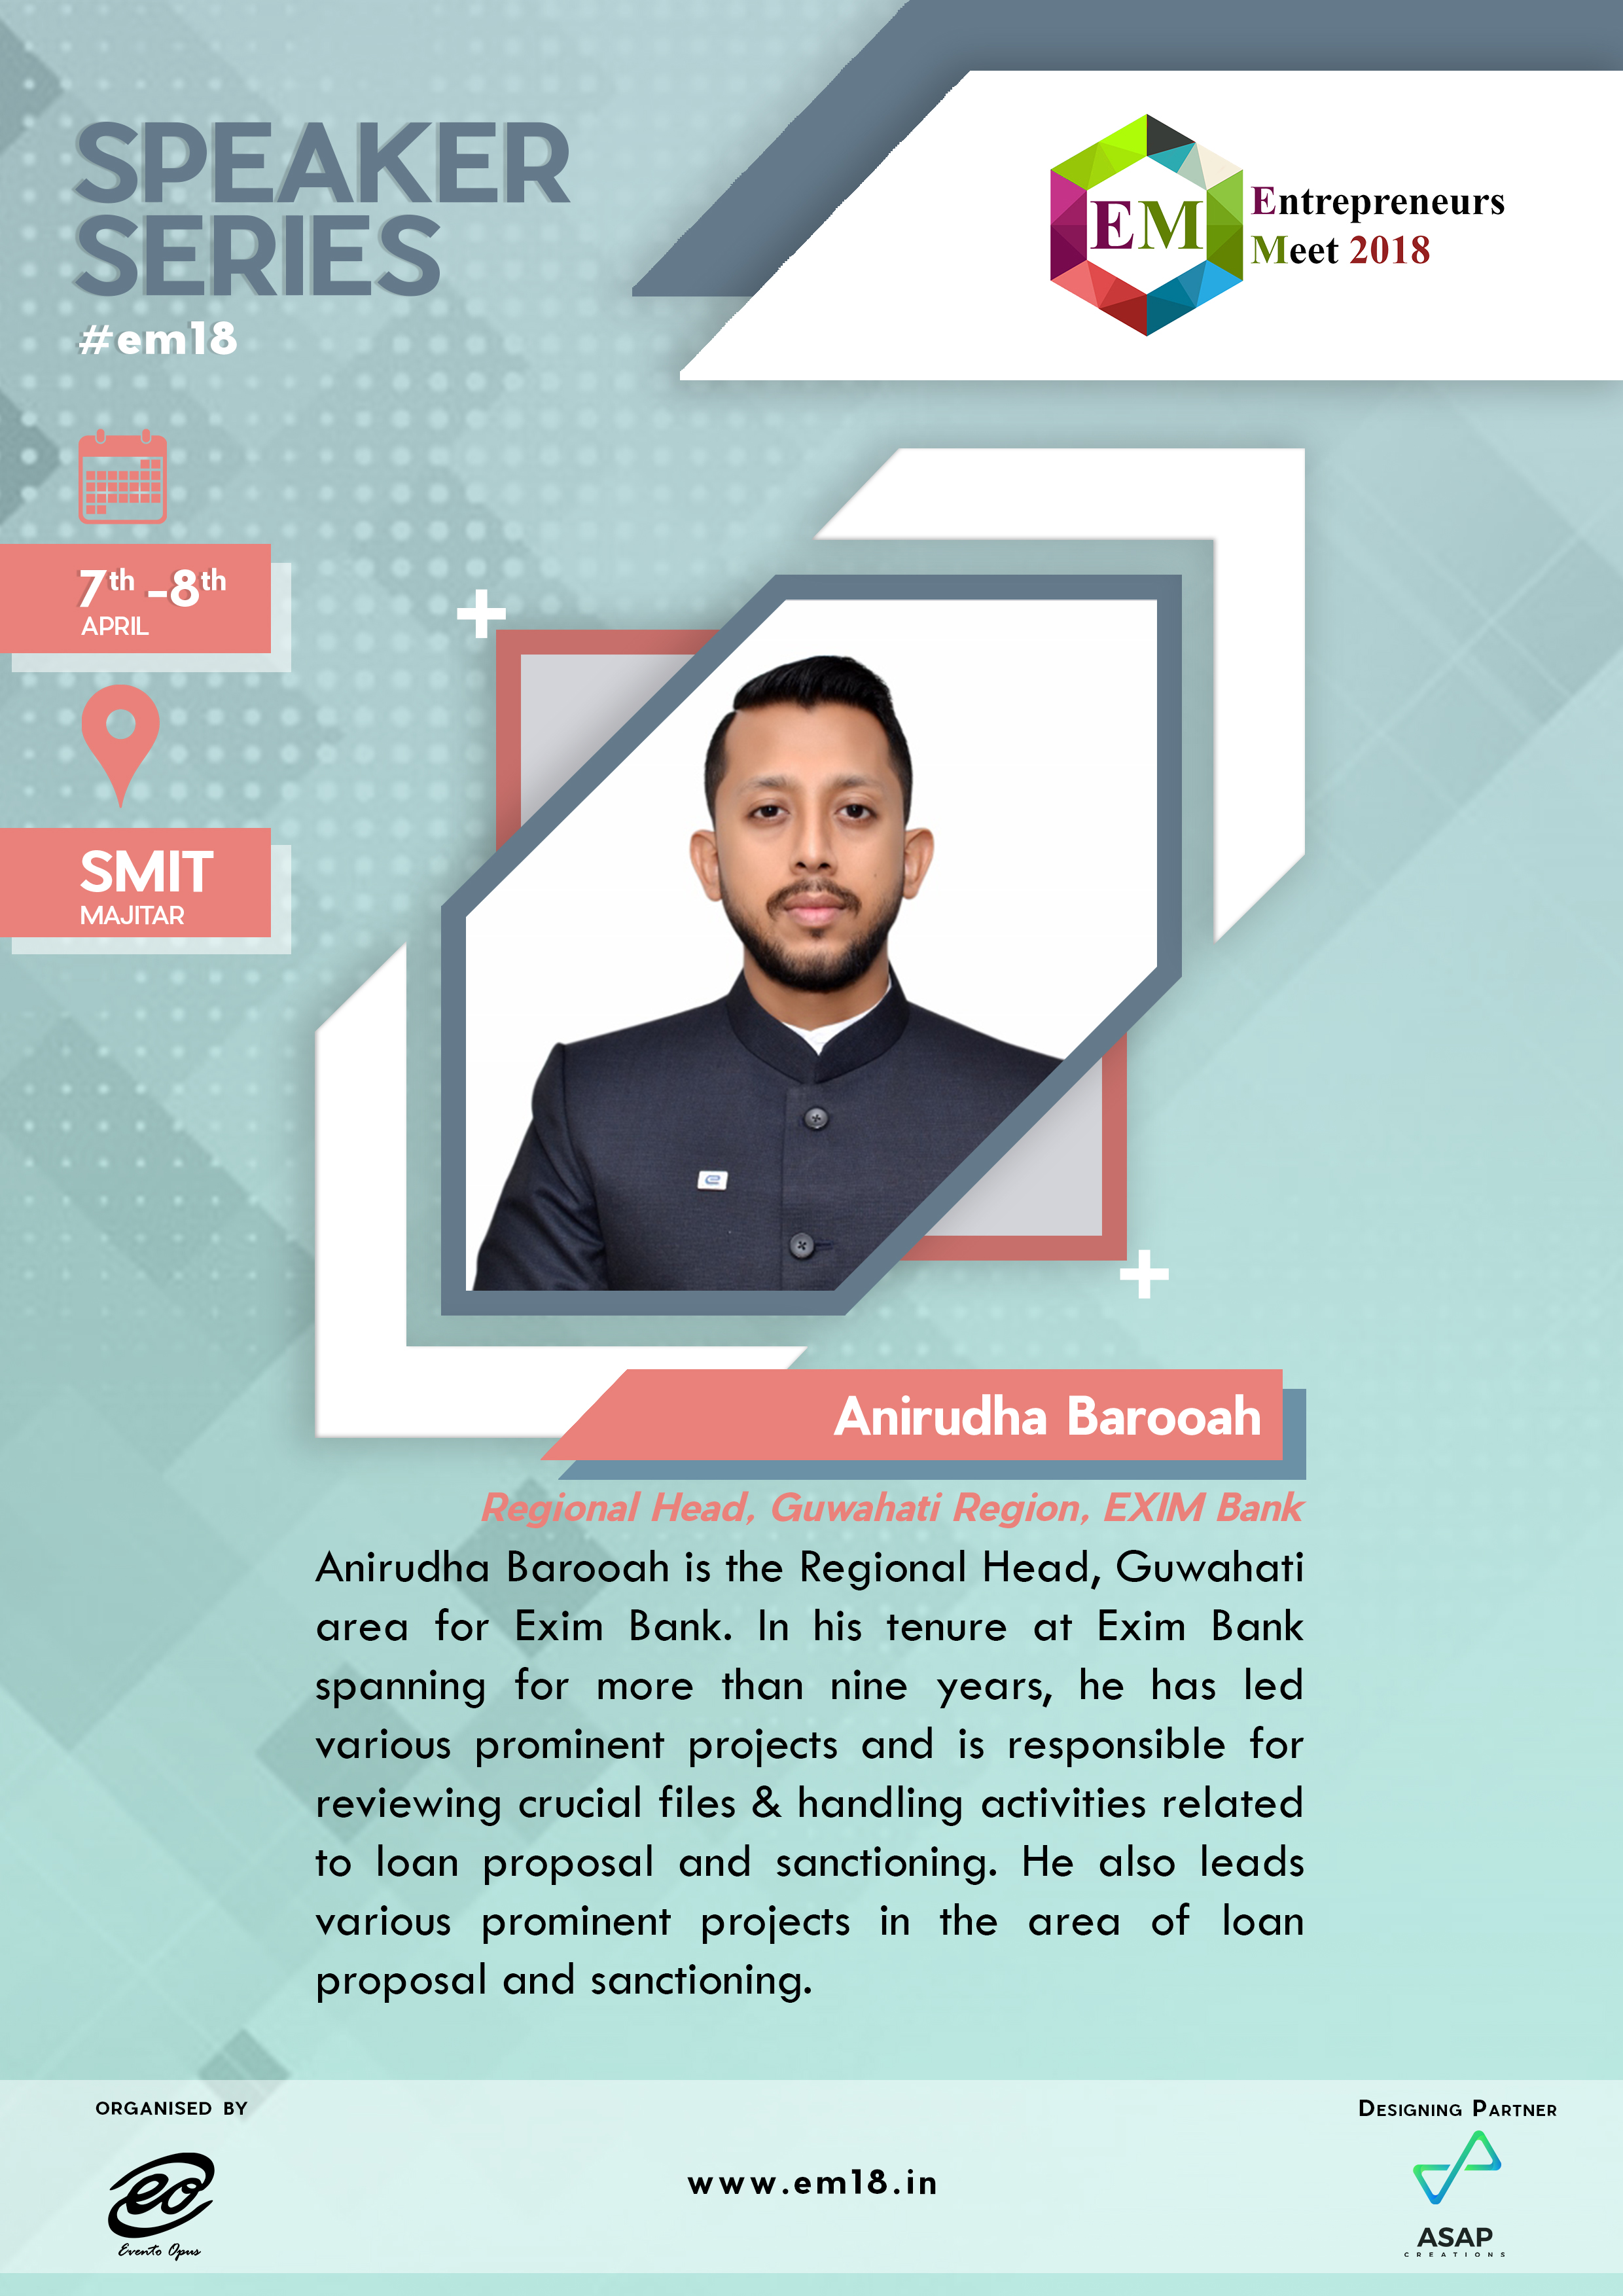 SPEAKER
SERIES
#em18
EM
Entrepreneurs
Meet 2018
7th -8th
APRIL
SMIT
MAJITAR
e
Anirudha Barooah
Regional Head, Guwahati Region, EXIM Bank
Anirudha Barooah is the Regional Head, Guwahati
area for Exim Bank. In his tenure at Exim Bank
spanning for more than nine years, he has led
various prominent projects and is responsible for
reviewing crucial files & handling activities related
to loan proposal and sanctioning. He also leads
various prominent projects in the area of loan
proposal and sanctioning.
ORGANISED BY
eo
Evento Opus
www.em18.in
DESIGNING PARTNER
ASAP
CREATIONS